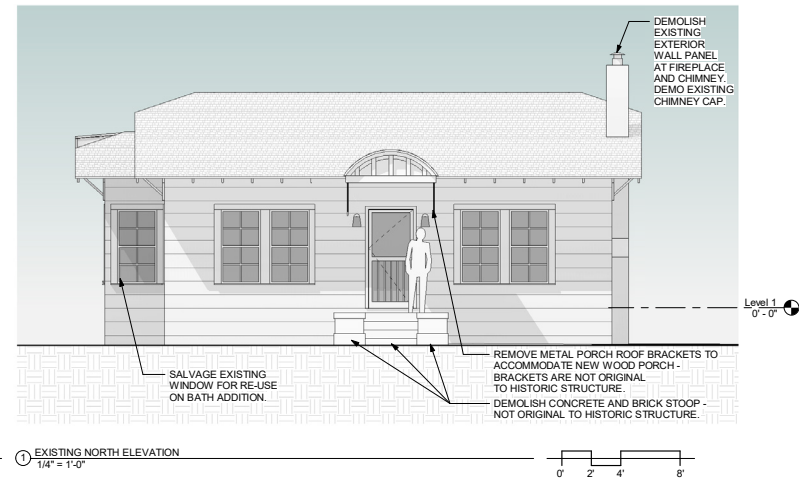 DEMOLISH
EXISTING
EXTERIOR
WALL PANEL
AT FIREPLACE
AND CHIMNEY.
DEMO EXISTING
CHIMNEY CAP.
Level 1
0' - 0"
SALVAGE EXISTING
WINDOW FOR RE-USE
ON BATH ADDITION.
REMOVE METAL PORCH ROOF BRACKETS TO
ACCOMMODATE NEW WOOD PORCH -
BRACKETS ARE NOT ORIGINAL
TO HISTORIC STRUCTURE.
DEMOLISH CONCRETE AND BRICK STOOP -
NOT ORIGINAL TO HISTORIC STRUCTURE.
1 EXISTING NORTH ELEVATION
1/4" = 1'-0"
0' 2' 4' 8'